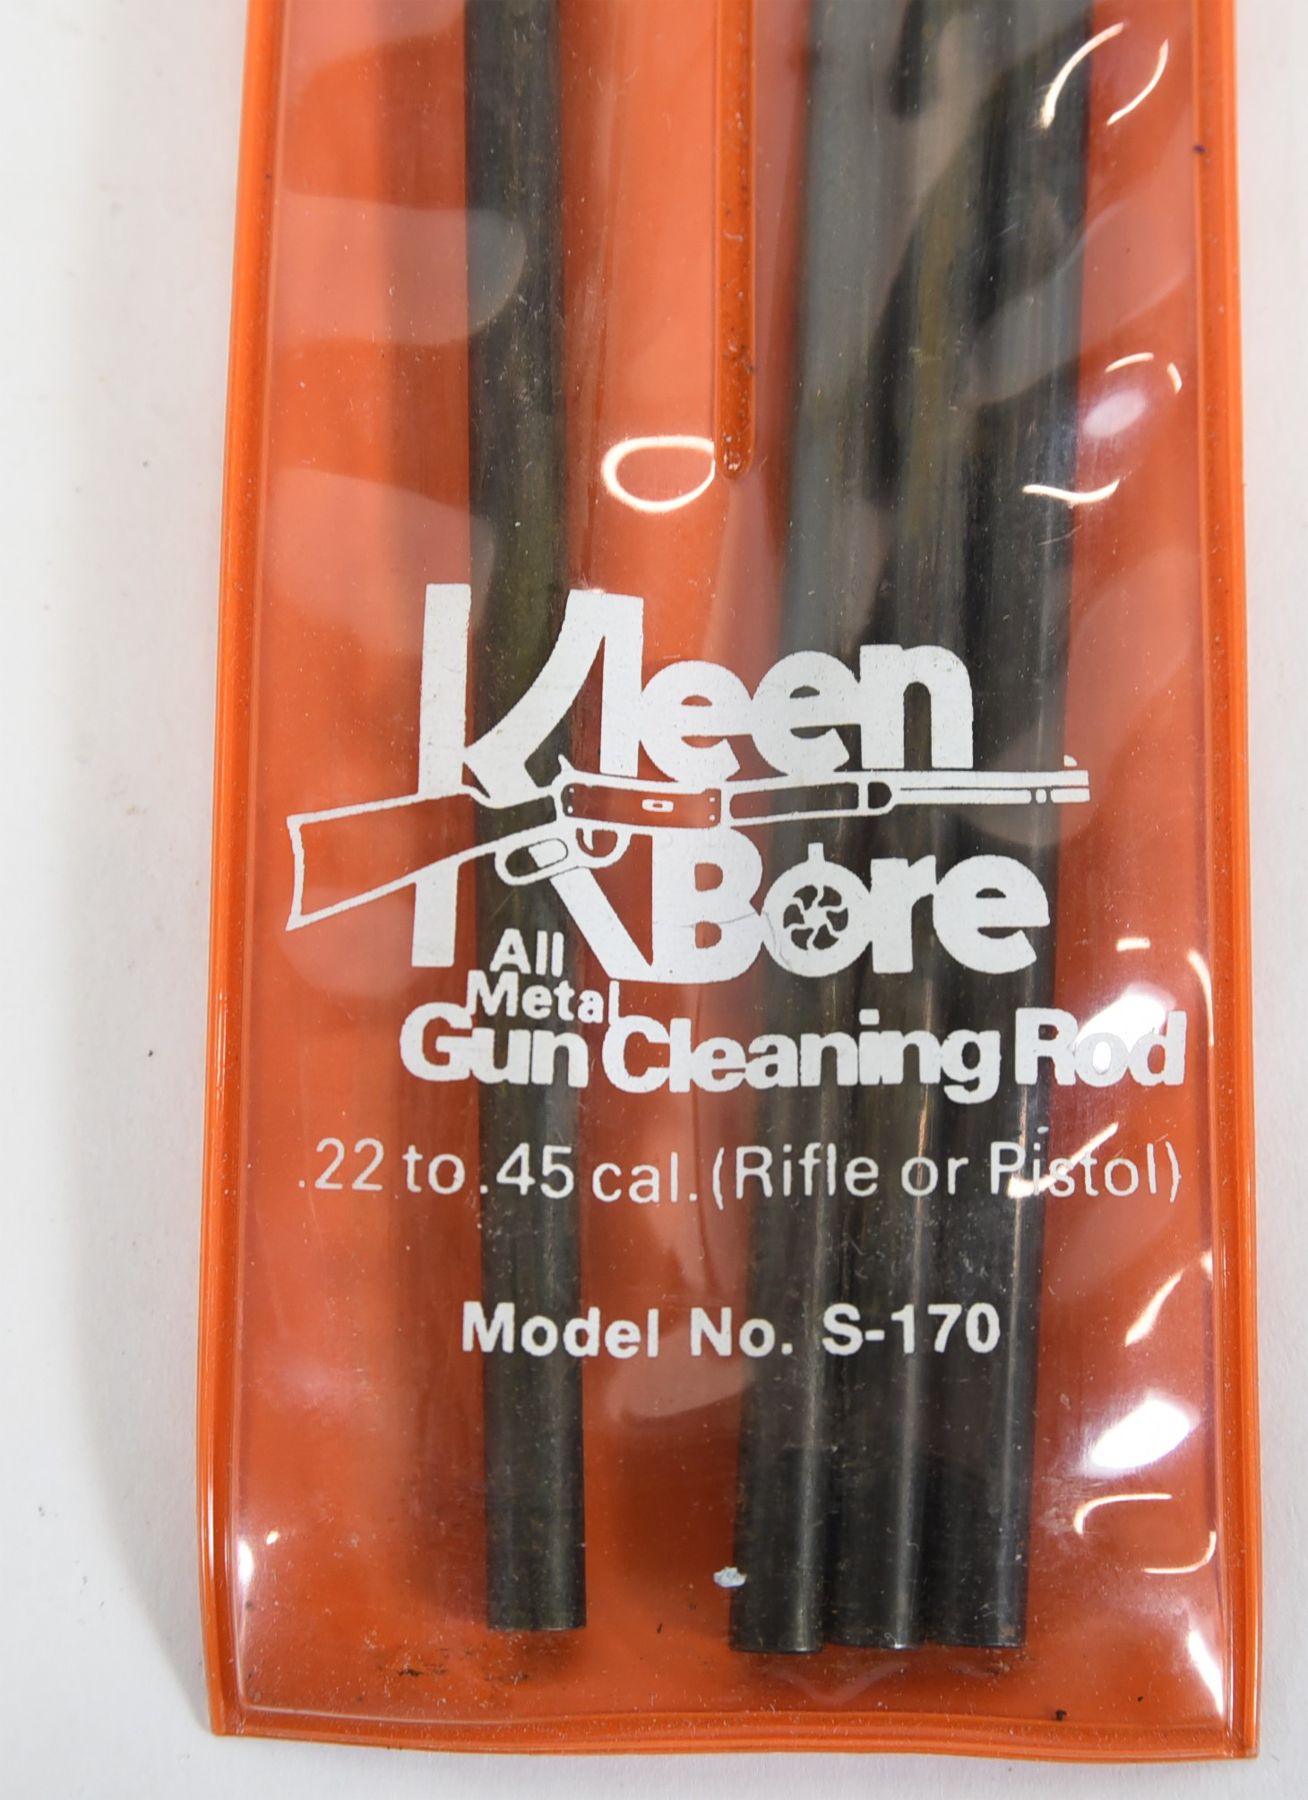 Kleen
Bore
All
Metal
Gun Cleaning Rod
.22 to .45 cal. (Rifle or Pistol)
Model No. S-170